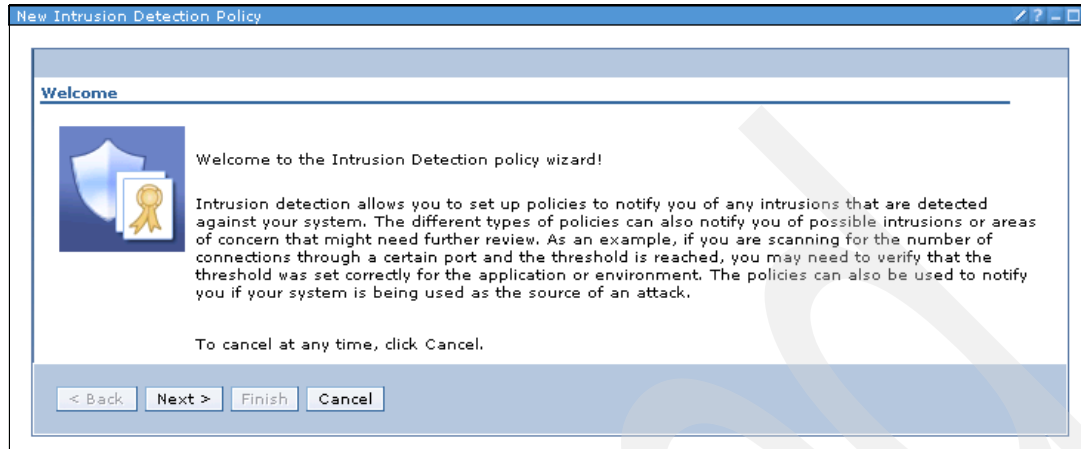 New Intrusion Detection Policy
Welcome
Welcome to the Intrusion Detection policy wizard!
Intrusion detection allows you to set up policies to notify you of any intrusions that are detected
against your system. The different types of policies can also notify you of possible intrusions or areas
of concern that might need further review. As an example, if you are scanning for the number of
connections through a certain port and the threshold is reached, you may need to verify that the
threshold was set correctly for the application or environment. The policies can also be used to notify
you if your system is being used as the source of an attack.
To cancel at any time, click Cancel.
< Back Next > Finish Cancel